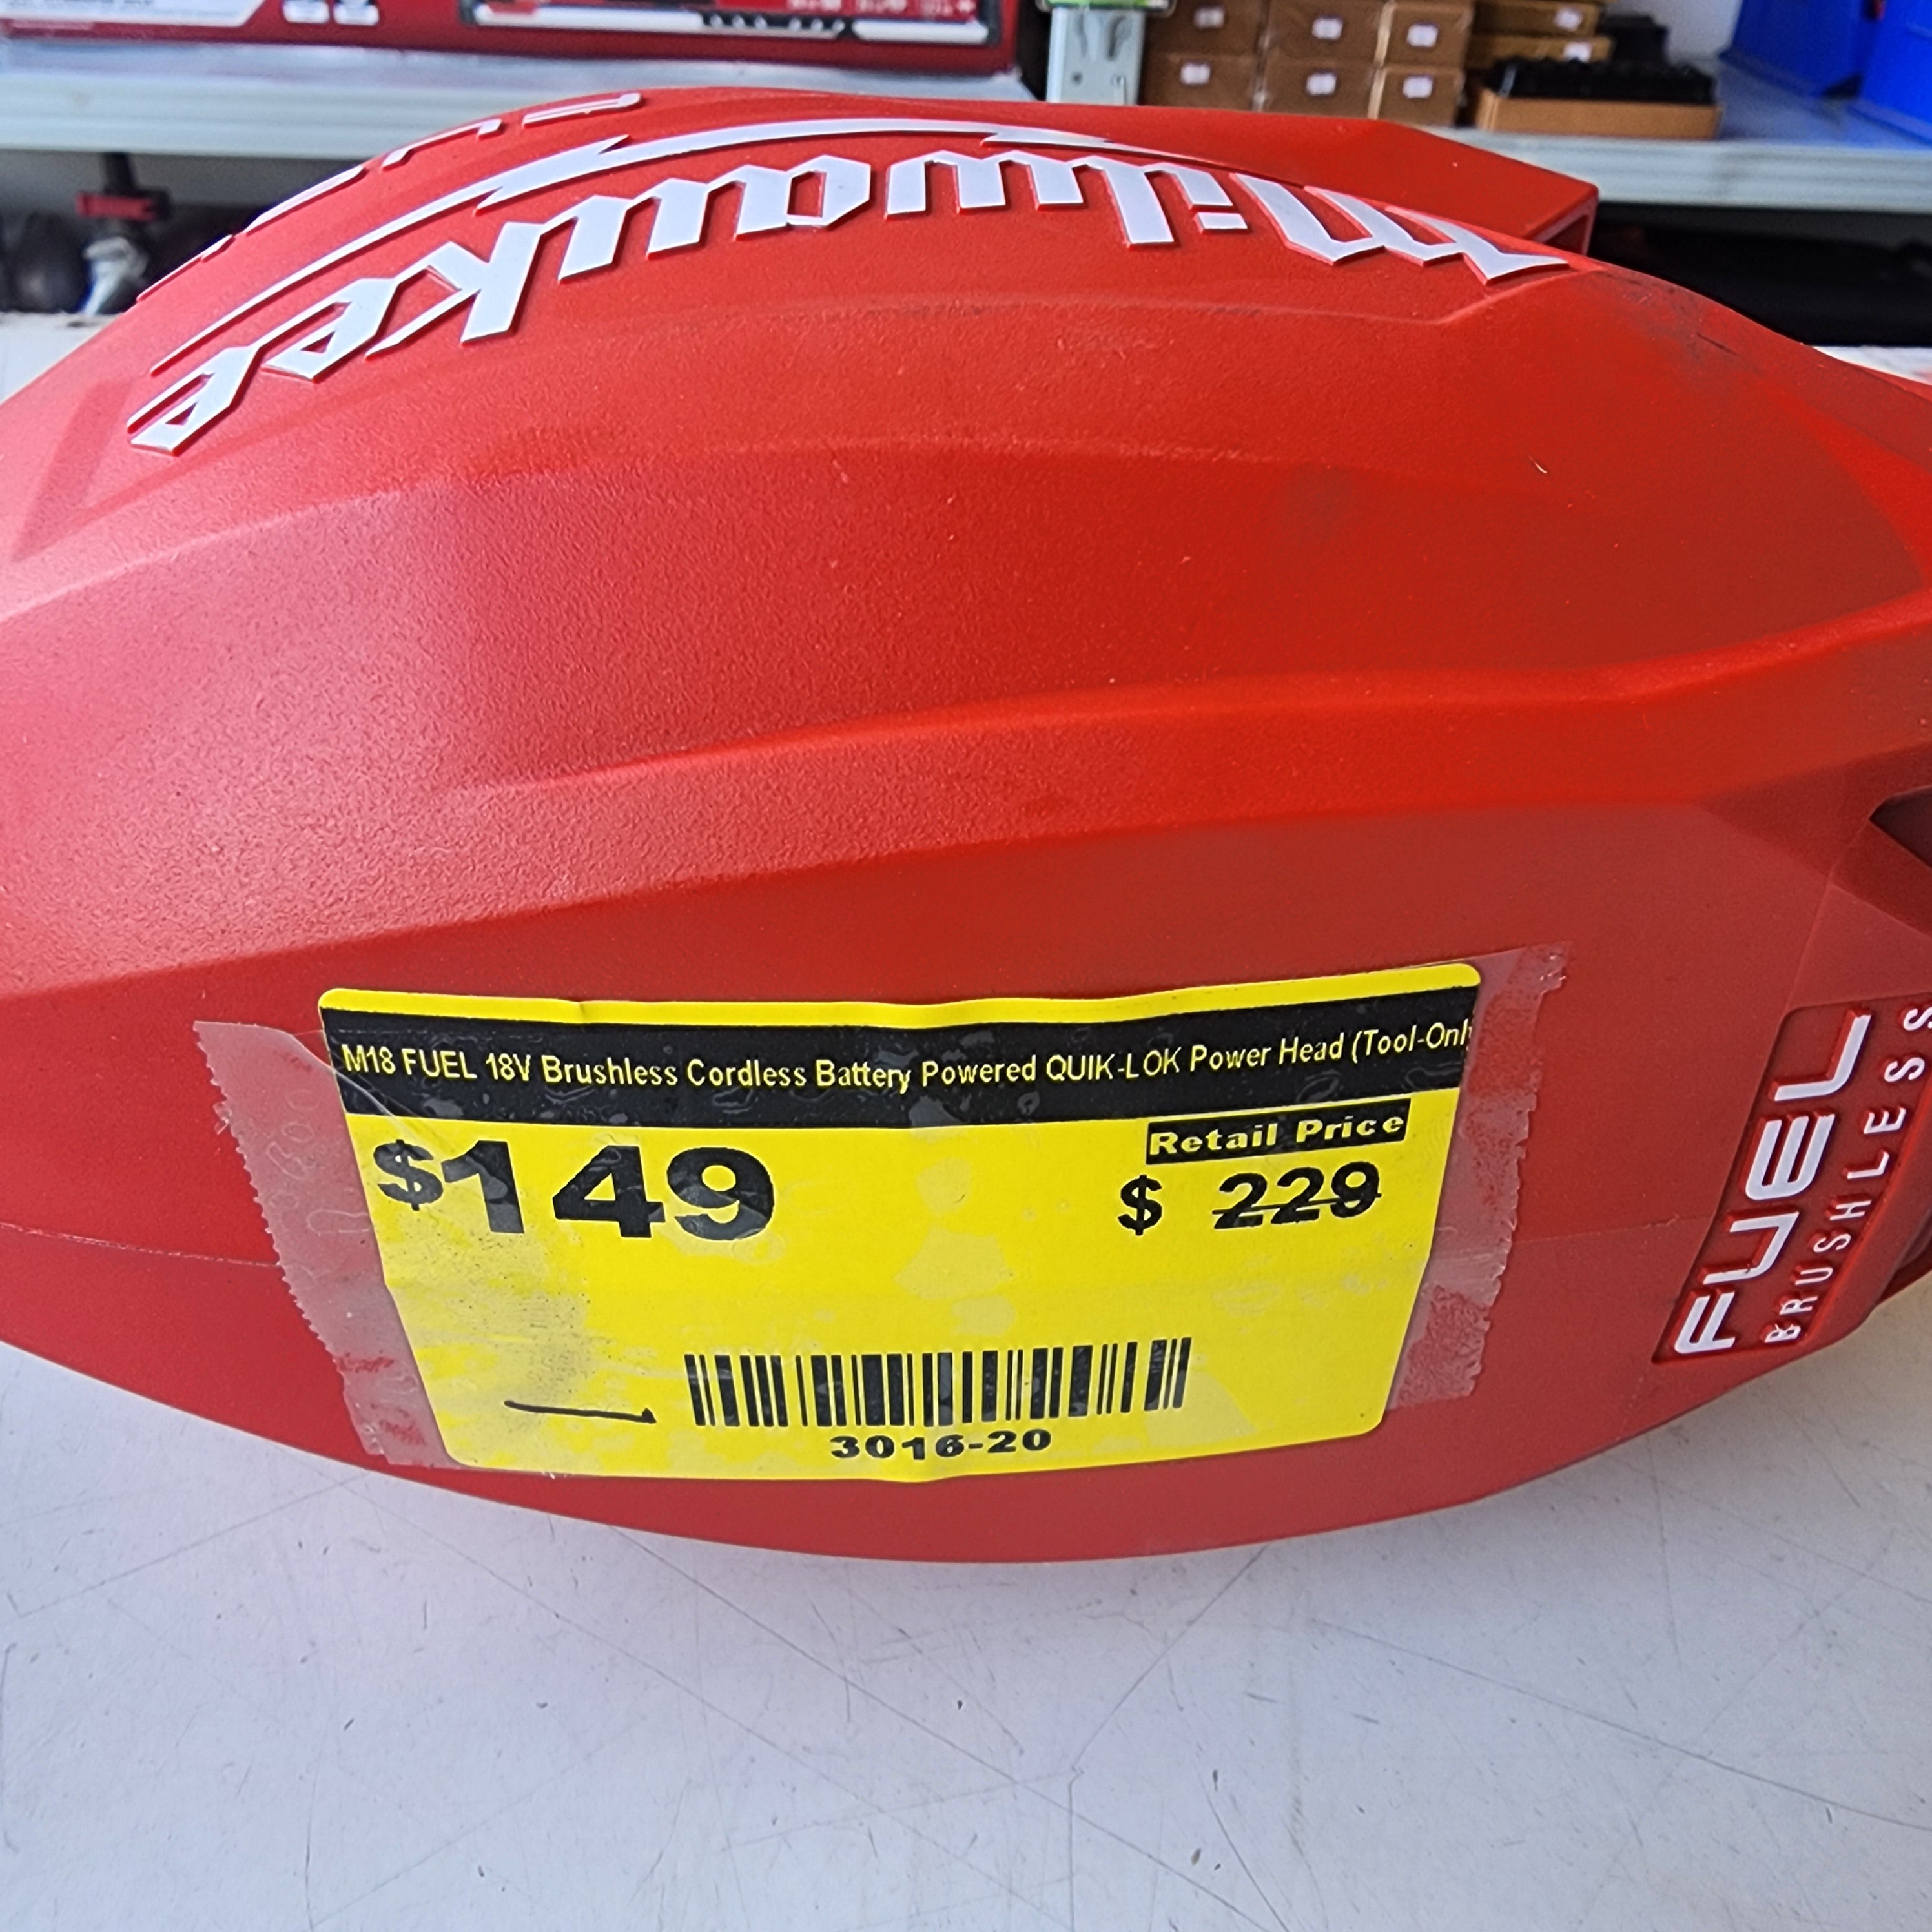 Milwaukee
M18 FUEL 18V Brushless Cordless Battery Powered QUIK-LOK Power Head (Tool-Onl
Retail Price
$149
$ 229
3016-20
FUEL
BRUSHLESS